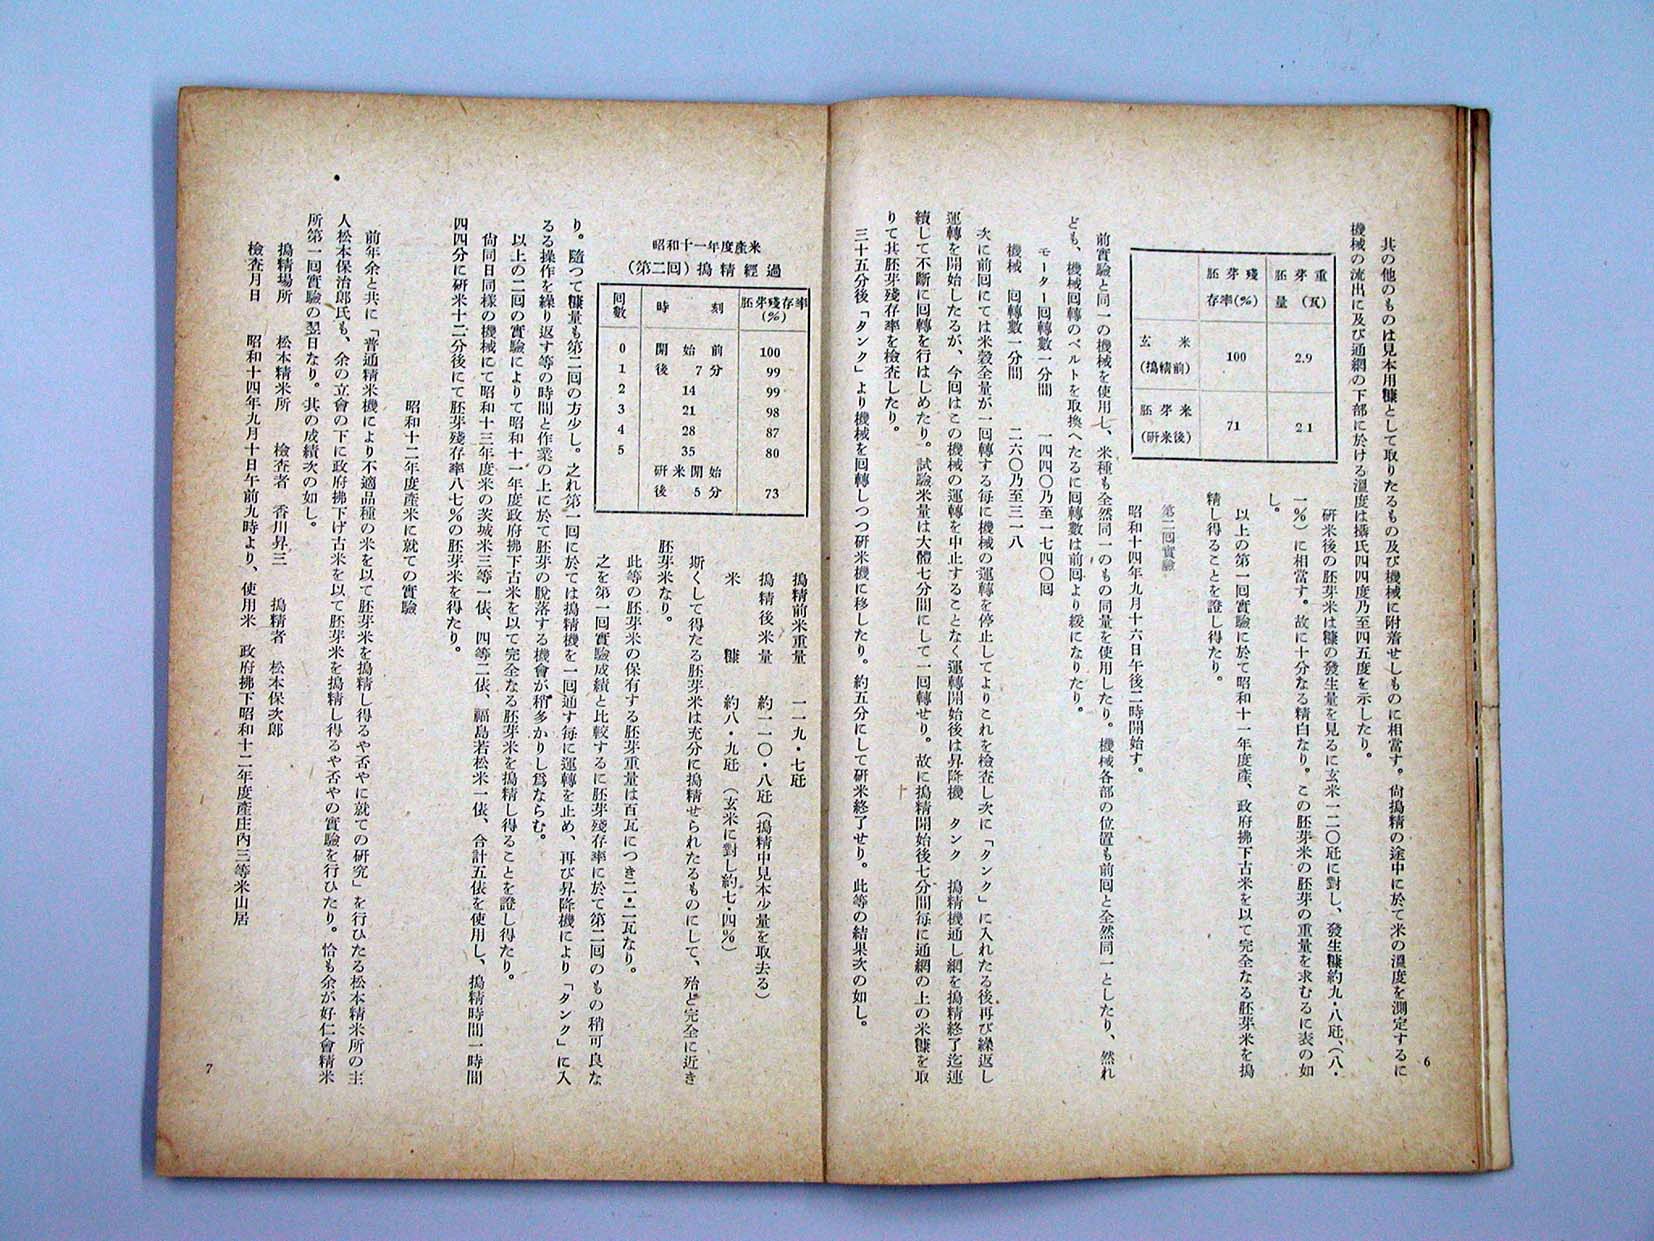 其の他のものは見本用糠として取りたるもの及び機械に附着せしものに相當す。尙搗精の途中に於て米の溫度を測定するに
機械の流出に及び通網の下部に於ける溫度は攝氏四四度乃至四五度を示したり。
胚芽殘存率(%) 胚芽重量(瓦)
玄米(搗精前) 100 2.9
胚芽米(硏米後) 71 2.1
硏米後の胚芽米は糠の發生量を見るに玄米一二〇瓩に對し、發生糠約九・八瓩、(八・
一%)に相當す。故に十分なる精白なり。この胚芽米の胚芽の重量を求むるに表の如
し。
以上の第一囘實驗に於て昭和十一年度產、政府拂下古米を以て完全なる胚芽米を搗
精し得ることを證し得たり。
第二囘實驗
昭和十四年九月十六日午後二時開始す。
前實驗と同一の機械を使用し、米種も全然同一のもの同量を使用したり。機械各部の位置も前囘と全然同一としたり、然れ
ども、機械囘轉のベルトを取換へたるに囘轉數は前囘より緩になりたり。
モーター囘轉數一分間 一四四〇乃至一七四〇囘
機械 囘轉數一分間 二六〇乃至三一八
次に前囘にては米穀全量が一囘轉する每に機械の運轉を停止してよりこれを檢査し次に「タンク」に入れたる後再び繰返し
運轉を開始したるが、今囘はこの機械の運轉を中止することなく運轉開始後は昇降機 タンク 搗精機通し網を搗精終了迄連
續して不斷に囘轉を行はしめたり。試驗米量は大體七分間にして一囘轉せり。故に搗精開始後七分間每に通網の上の米糠を取
りて其胚芽殘存率を檢査したり。
三十五分後「タンク」より機械を囘轉しつつ硏米機に移したり。約五分にして硏米終了せり。此等の結果次の如し。
6
昭和十一年度產米
(第二囘)搗精經過
囘數 時刻 胚芽殘存率(%)
0 開始前 100
1 後7分 99
2 14 99
3 21 98
4 28 87
5 35 80
硏米開始後5分 73
搗精前米重量 一一九・七瓩
搗精後米量 約一一〇・八瓩(搗精中見本少量を取去る)
米糠 約八・九瓩(玄米に對し約七・四%)
斯くして得たる胚芽米は充分に搗精せられたるものにして、殆ど完全に近き
胚芽米なり。
此等の胚芽米の保有する胚芽重量は百瓦につき二・二瓦なり。
之を第一囘實驗成績と比較するに胚芽殘存率に於て第二囘のもの稍可良な
り。隨つて糠量も第二囘の方少し。之れ第一囘に於ては搗精機を一囘通す每に運轉を止め、再び昇降機により「タンク」に入
るる操作を繰り返す等の時間と作業の上に於て胚芽の脫落する機會が稍多かりし爲ならむ。
以上の二囘の實驗によりて昭和十一年度政府拂下古米を以て完全なる胚芽米を搗精し得ることを證し得たり。
尙同日同樣の機械にて昭和十三年度米の茨城米三等一俵、四等二俵、福島若松米一俵、合計五俵を使用し、搗精時間一時間
四四分に硏米十二分後にて胚芽殘存率八七%の胚芽米を得たり。
昭和十二年度產米に就ての實驗
前年余と共に「普通精米機により不適品種の米を以て胚芽米を搗精し得るや否やに就ての硏究」を行ひたる松本精米所の主
人松本保治郞氏も、余の立會の下に政府拂下げ古米を以て胚芽米を搗精し得るや否やの實驗を行ひたり。恰も余が好仁會精米
所第一囘實驗の翌日なり。其の成績次の如し。
搗精場所 松本精米所 檢査者 香川昇三 搗精者 松本保次郞
檢査月日 昭和十四年九月十日午前九時より、使用米 政府拂下昭和十二年度產庄內三等米山居
7